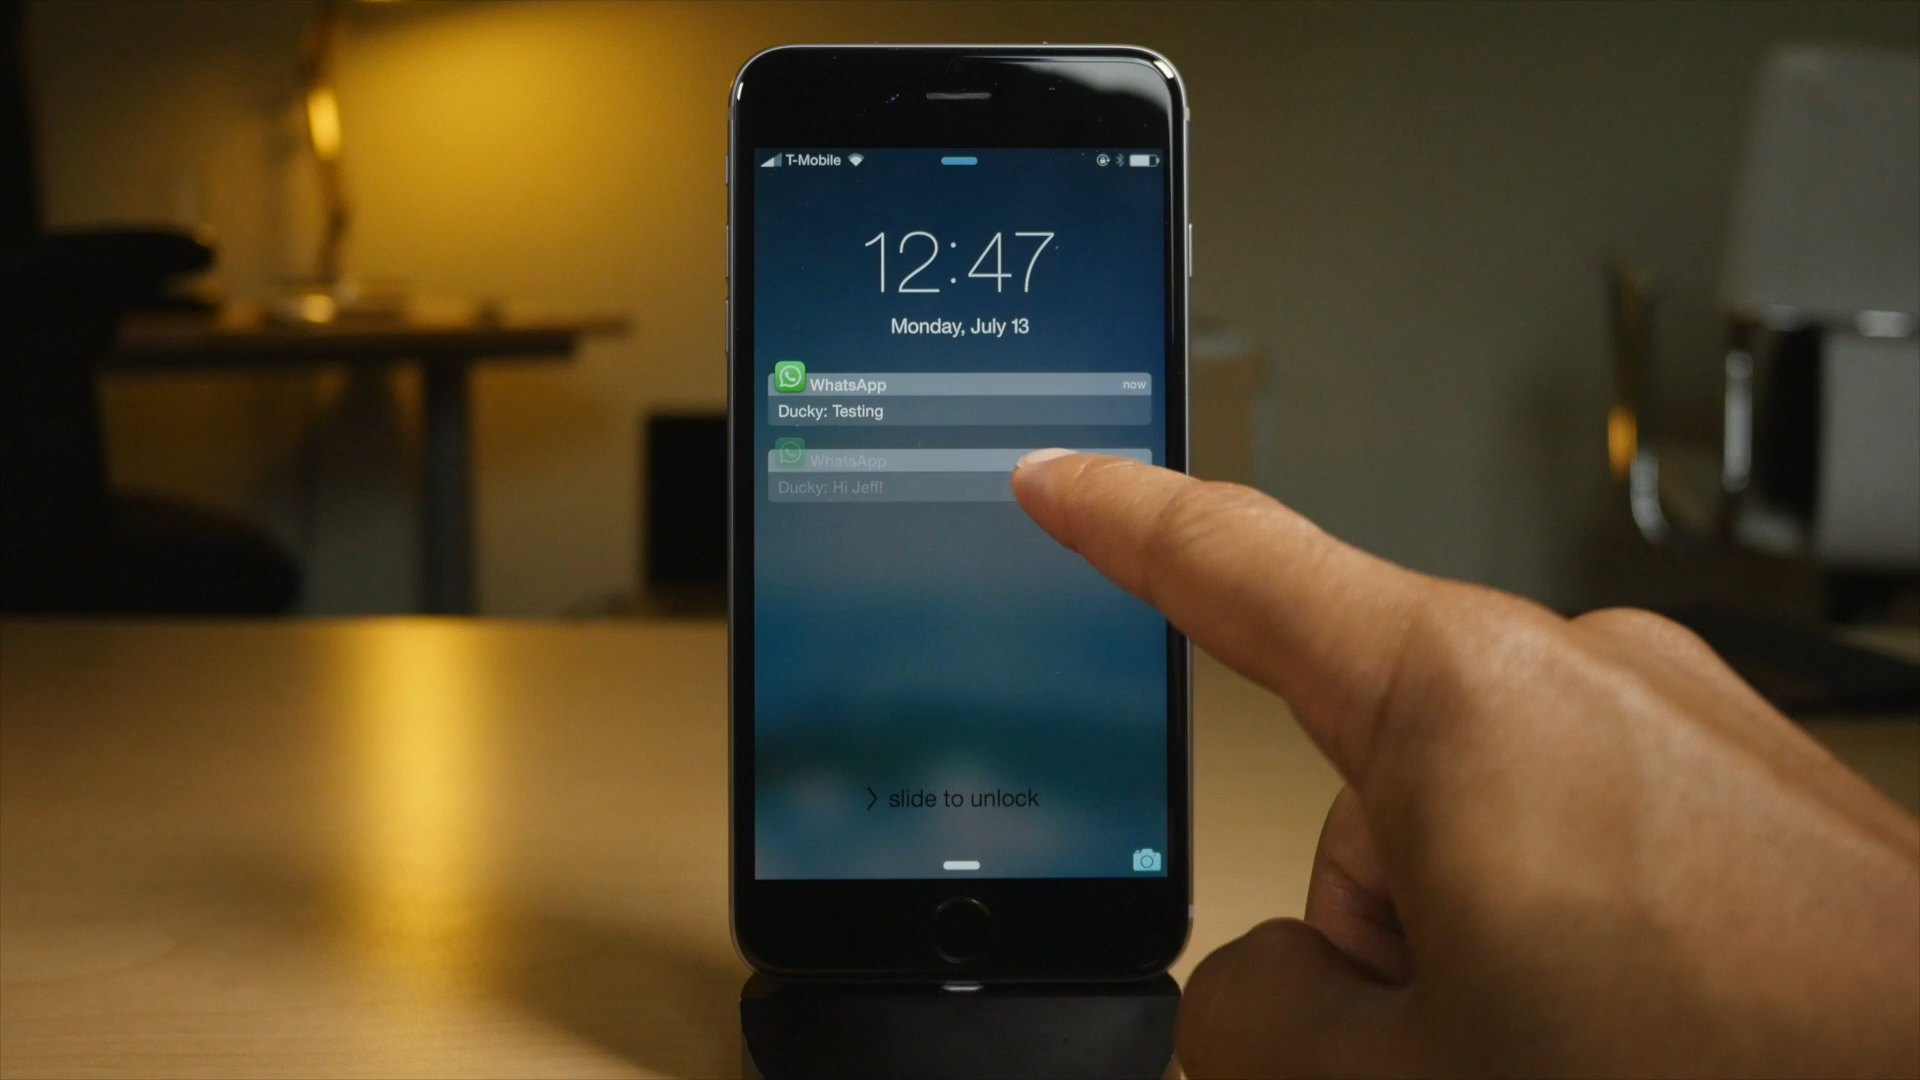 T-Mobile
12:47
Monday, July 13
WhatsApp now
Ducky: Testing
WhatsApp
Ducky: Hi Jeff!
> slide to unlock